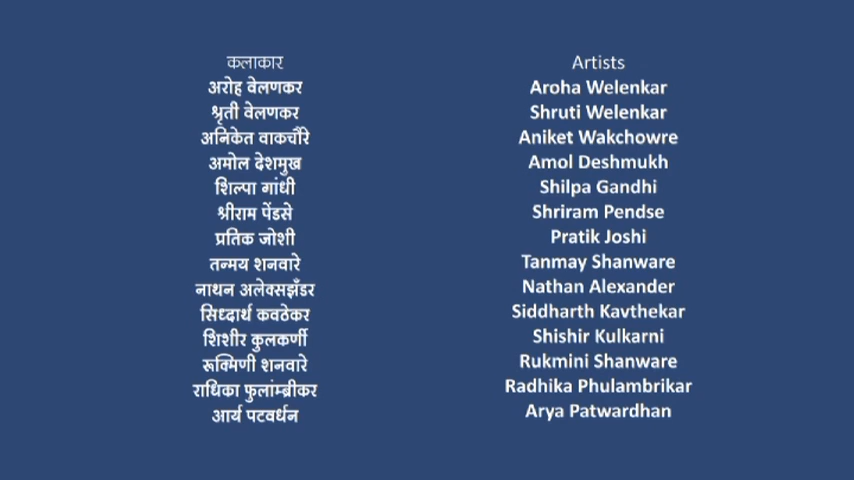 कलाकार
अरोह वेलणकर
श्रृती वेलणकर
अनिकेत वाकचौरे
अमोल देशमुख
शिल्पा गांधी
श्रीराम पेंडसे
प्रतिक जोशी
तन्मय शनवारे
नाथन अलेक्सझँडर
सिध्दार्थ कवठेकर
शिशीर कुलकर्णी
रूक्मिणी शनवारे
राधिका फुलांम्ब्रीकर
आर्य पटवर्धन
Artists
Aroha Welenkar
Shruti Welenkar
Aniket Wakchowre
Amol Deshmukh
Shilpa Gandhi
Shriram Pendse
Pratik Joshi
Tanmay Shanware
Nathan Alexander
Siddharth Kavthekar
Shishir Kulkarni
Rukmini Shanware
Radhika Phulambrikar
Arya Patwardhan